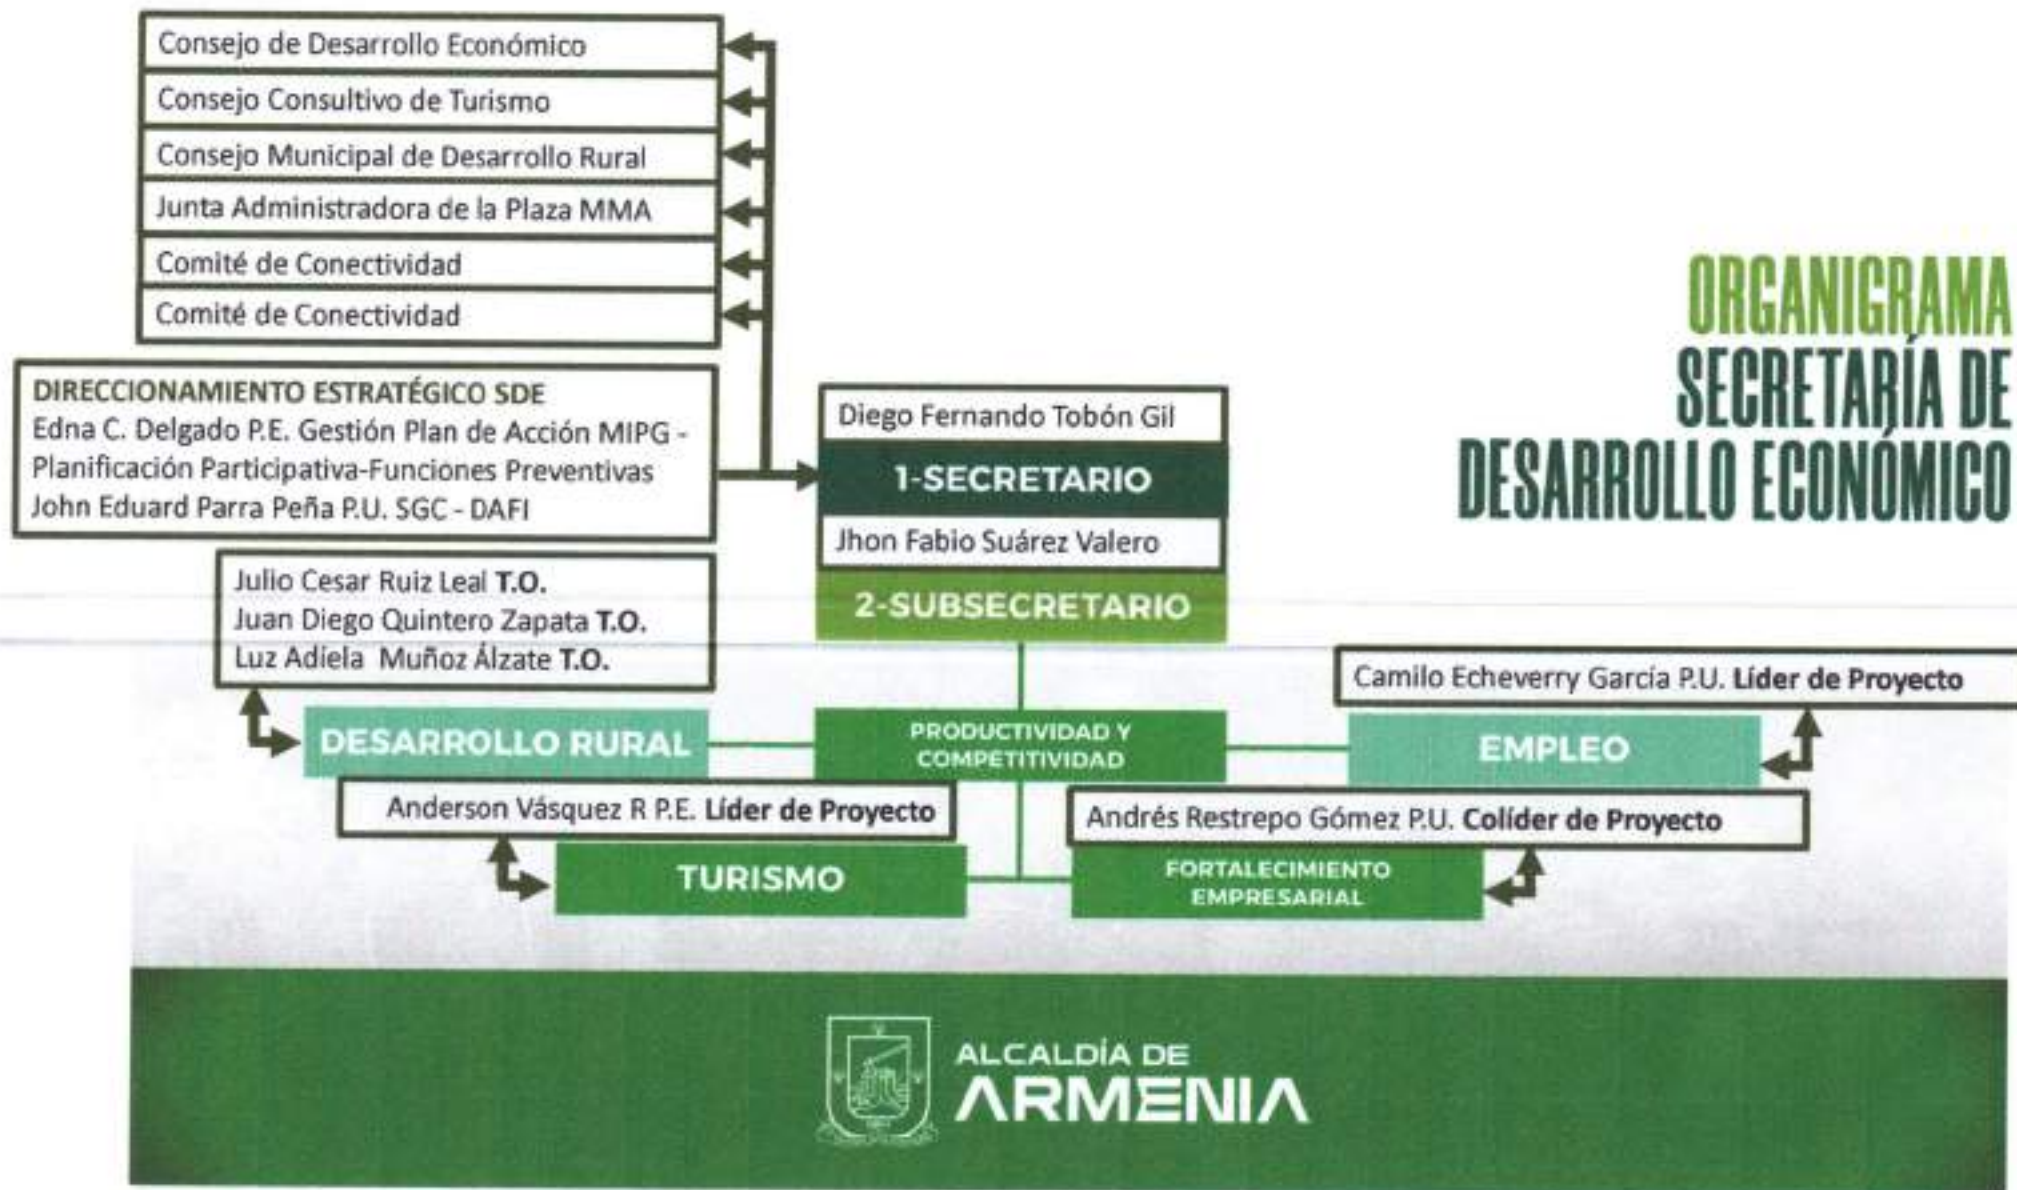 Consejo de Desarrollo Económico
Consejo Consultivo de Turismo
Consejo Municipal de Desarrollo Rural
Junta Administradora de la Plaza MMA
Comité de Conectividad
Comité de Conectividad
ORGANIGRAMA
SECRETARÍA DE
DESARROLLO ECONÓMICO
DIRECCIONAMIENTO ESTRATÉGICO SDE
Edna C. Delgado P.E. Gestión Plan de Acción MIPG -
Planificación Participativa-Funciones Preventivas
John Eduard Parra Peña P.U. SGC - DAFI
Diego Fernando Tobón Gil
1-SECRETARIO
Jhon Fabio Suárez Valero
2-SUBSECRETARIO
Julio Cesar Ruiz Leal T.O.
Juan Diego Quintero Zapata T.O.
Luz Adiela Muñoz Álzate T.O.
Camilo Echeverry García P.U. Líder de Proyecto
DESARROLLO RURAL
PRODUCTIVIDAD Y
COMPETITIVIDAD
EMPLEO
Anderson Vásquez R P.E. Líder de Proyecto
Andrés Restrepo Gómez P.U. Colíder de Proyecto
TURISMO
FORTALECIMIENTO
EMPRESARIAL
ALCALDÍA DE
ARMENIA